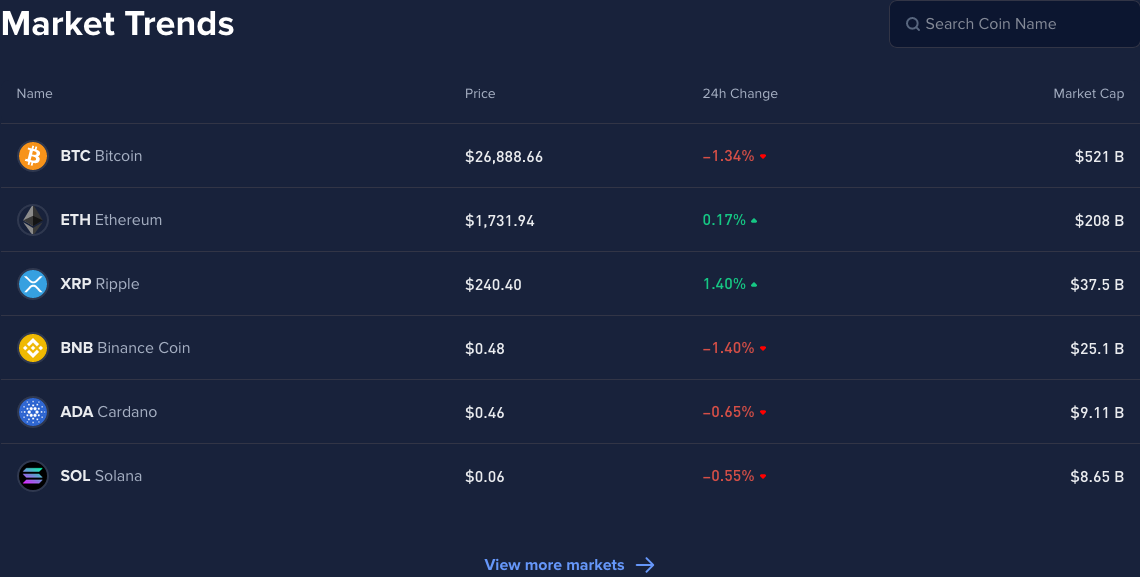 Market Trends
Search Coin Name
Name Price 24h Change Market Cap
BTC Bitcoin $26,888.66 −1.34% $521 B
ETH Ethereum $1,731.94 0.17% $208 B
XRP Ripple $240.40 1.40% $37.5 B
BNB Binance Coin $0.48 −1.40% $25.1 B
ADA Cardano $0.46 −0.65% $9.11 B
SOL Solana $0.06 −0.55% $8.65 B
View more markets